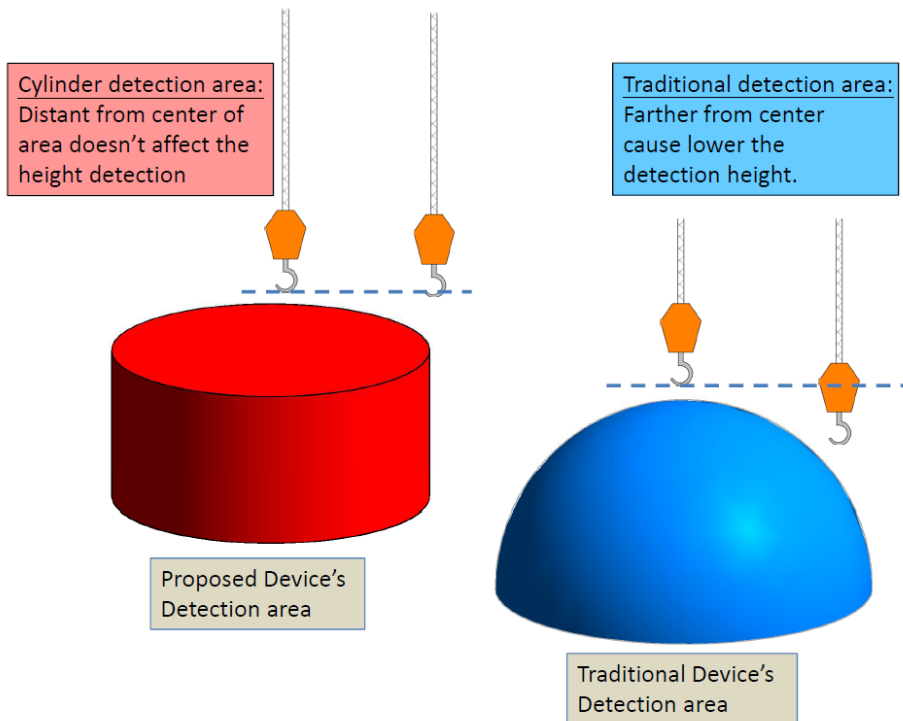 Cylinder detection area:
Distant from center of
area doesn’t affect the
height detection
Traditional detection area:
Farther from center
cause lower the
detection height.
Proposed Device’s
Detection area
Traditional Device’s
Detection area